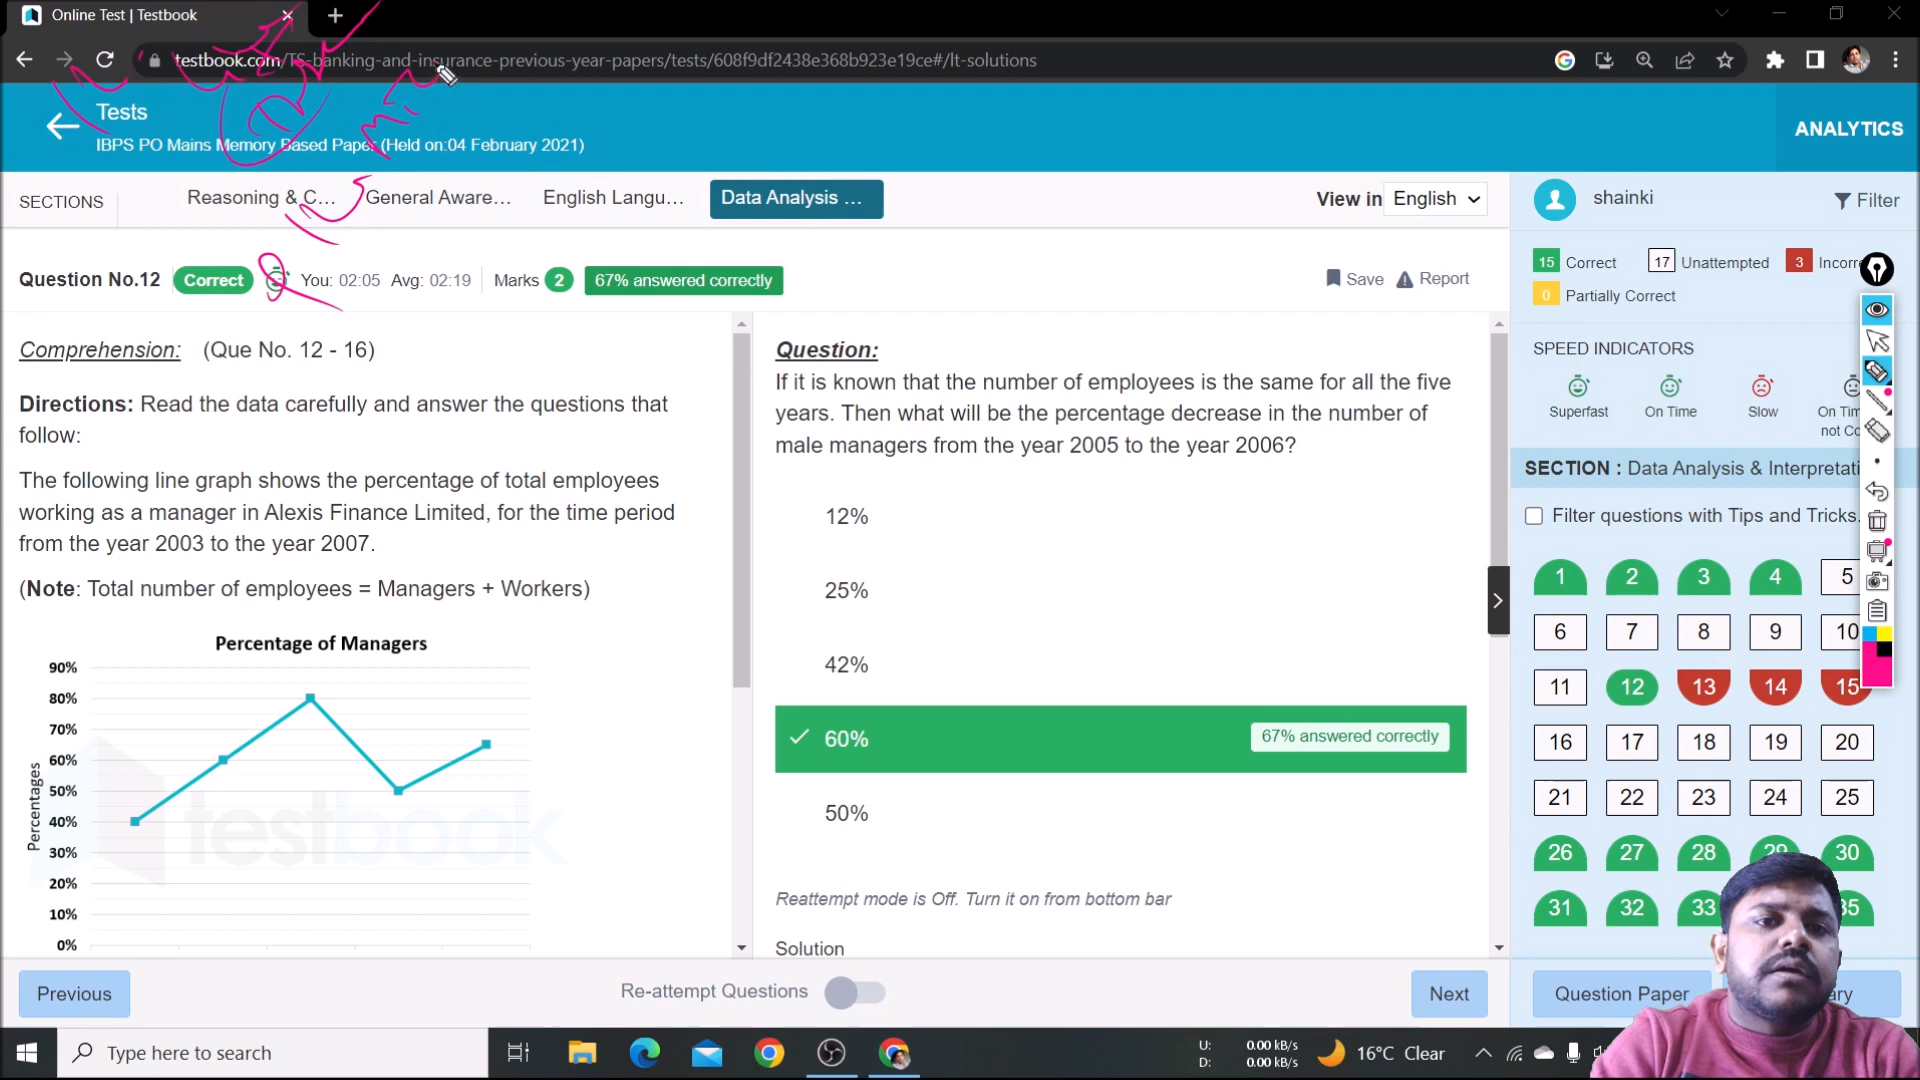 Online Test | Testbook
testbook.com/TS-banking-and-insurance-previous-year-papers/tests/608f9df2438e368b923e19ce#/lt-solutions
Tests
IBPS PO Mains Memory Based Paper (Held on:04 February 2021)
ANALYTICS
SECTIONS
Reasoning & C...
General Aware...
English Langu...
Data Analysis ...
View in
English
Question No.12
Correct
You: 02:05
Avg: 02:19
Marks 2
67% answered correctly
Save
Report
Comprehension: (Que No. 12 - 16)
Directions: Read the data carefully and answer the questions that
follow:
The following line graph shows the percentage of total employees
working as a manager in Alexis Finance Limited, for the time period
from the year 2003 to the year 2007.
(Note: Total number of employees = Managers + Workers)
Percentage of Managers
90%
80%
70%
60%
50%
40%
30%
20%
10%
0%
Percentages
testbook
Question:
If it is known that the number of employees is the same for all the five
years. Then what will be the percentage decrease in the number of
male managers from the year 2005 to the year 2006?
12%
25%
42%
60%
67% answered correctly
50%
Reattempt mode is Off. Turn it on from bottom bar
Solution
Previous
Re-attempt Questions
Next
shainki
Filter
15 Correct
17 Unattempted
3 Incorre
0 Partially Correct
SPEED INDICATORS
Superfast
On Time
Slow
On Tim
not Co
SECTION : Data Analysis & Interpretati
Filter questions with Tips and Tricks.
1 2 3 4 5
6 7 8 9 10
11 12 13 14 15
16 17 18 19 20
21 22 23 24 25
26 27 28 29 30
31 32 33 35
Question Paper
ary
Type here to search
U: 0.00 kB/s
D: 0.00 kB/s
16°C Clear